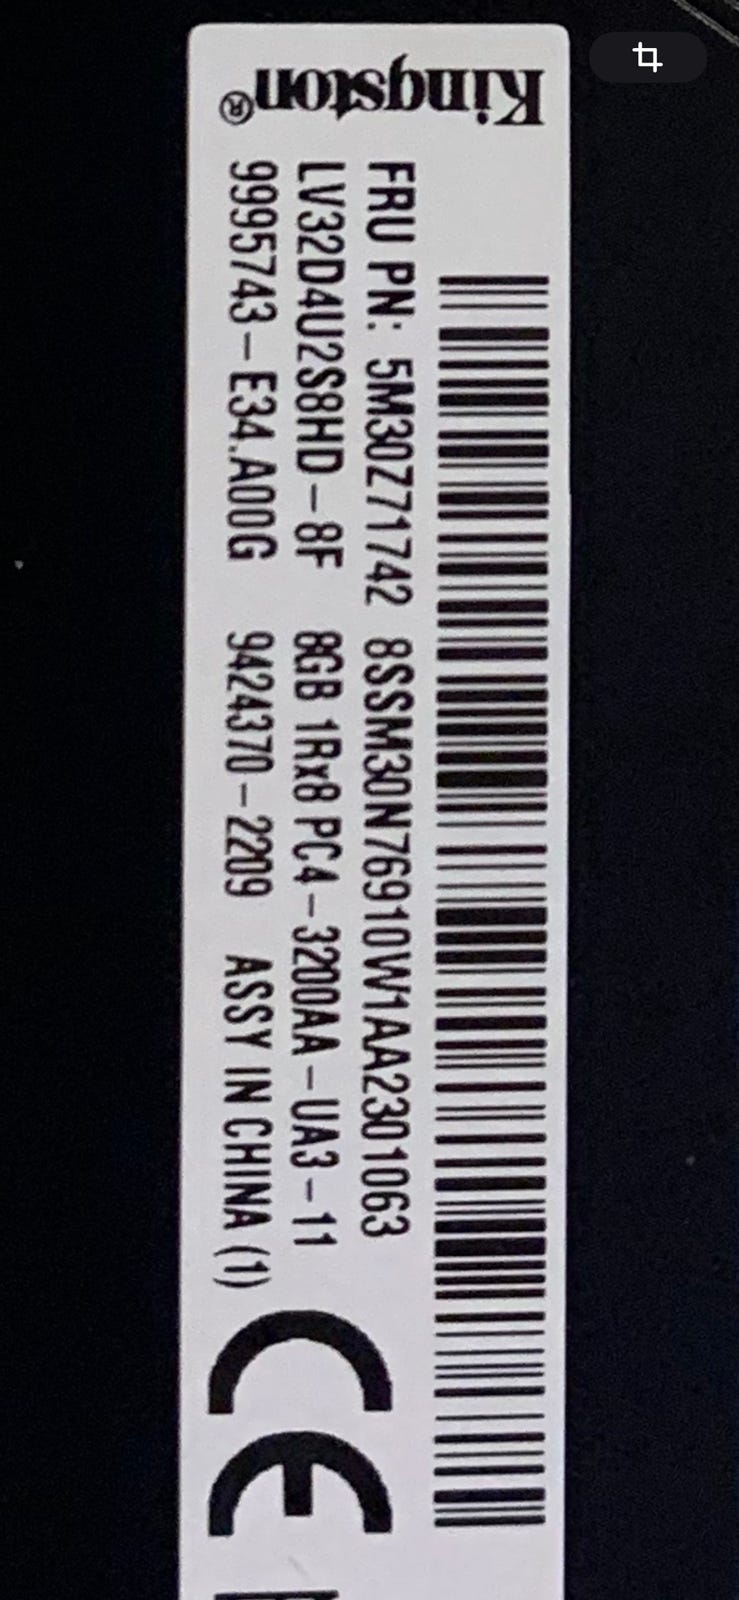 Kingston®
FRU PN: 5M30Z71742 8SSM30N76910W1AA2301063
LV32D4U2S8HD-8F 8GB 1Rx8 PC4-3200AA-UA3-11
9995743-E34.A00G 9424370-2209 ASSY IN CHINA (1)
CE